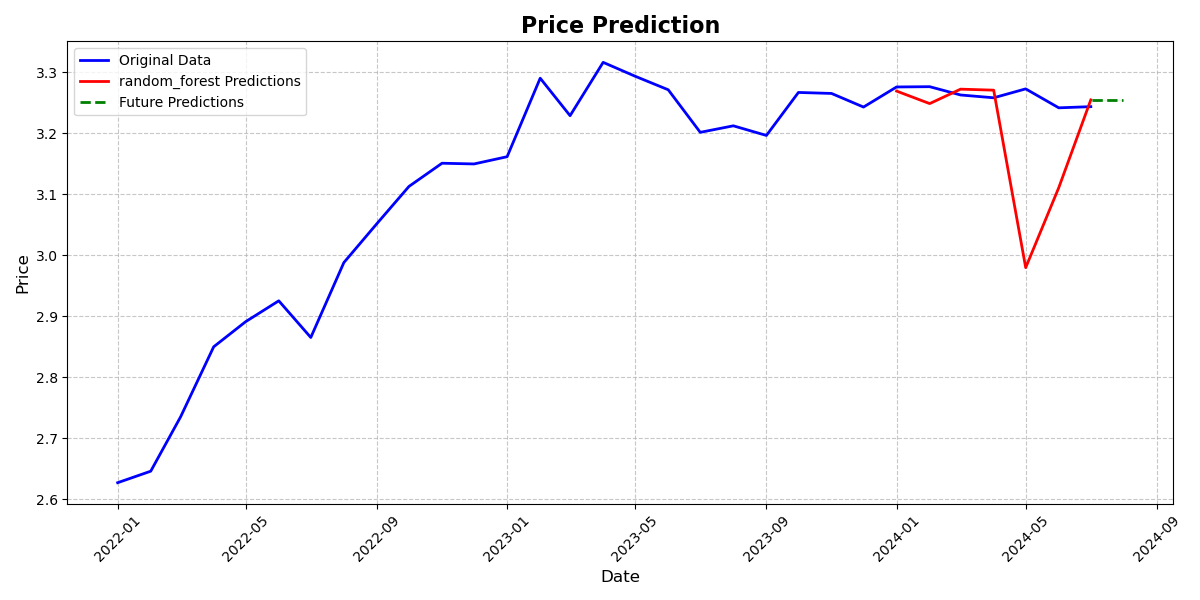 Price Prediction
Original Data
random_forest Predictions
Future Predictions
Price
3.3
3.2
3.1
3.0
2.9
2.8
2.7
2.6
2022-01
2022-05
2022-09
2023-01
2023-05
2023-09
2024-01
2024-05
2024-09
Date